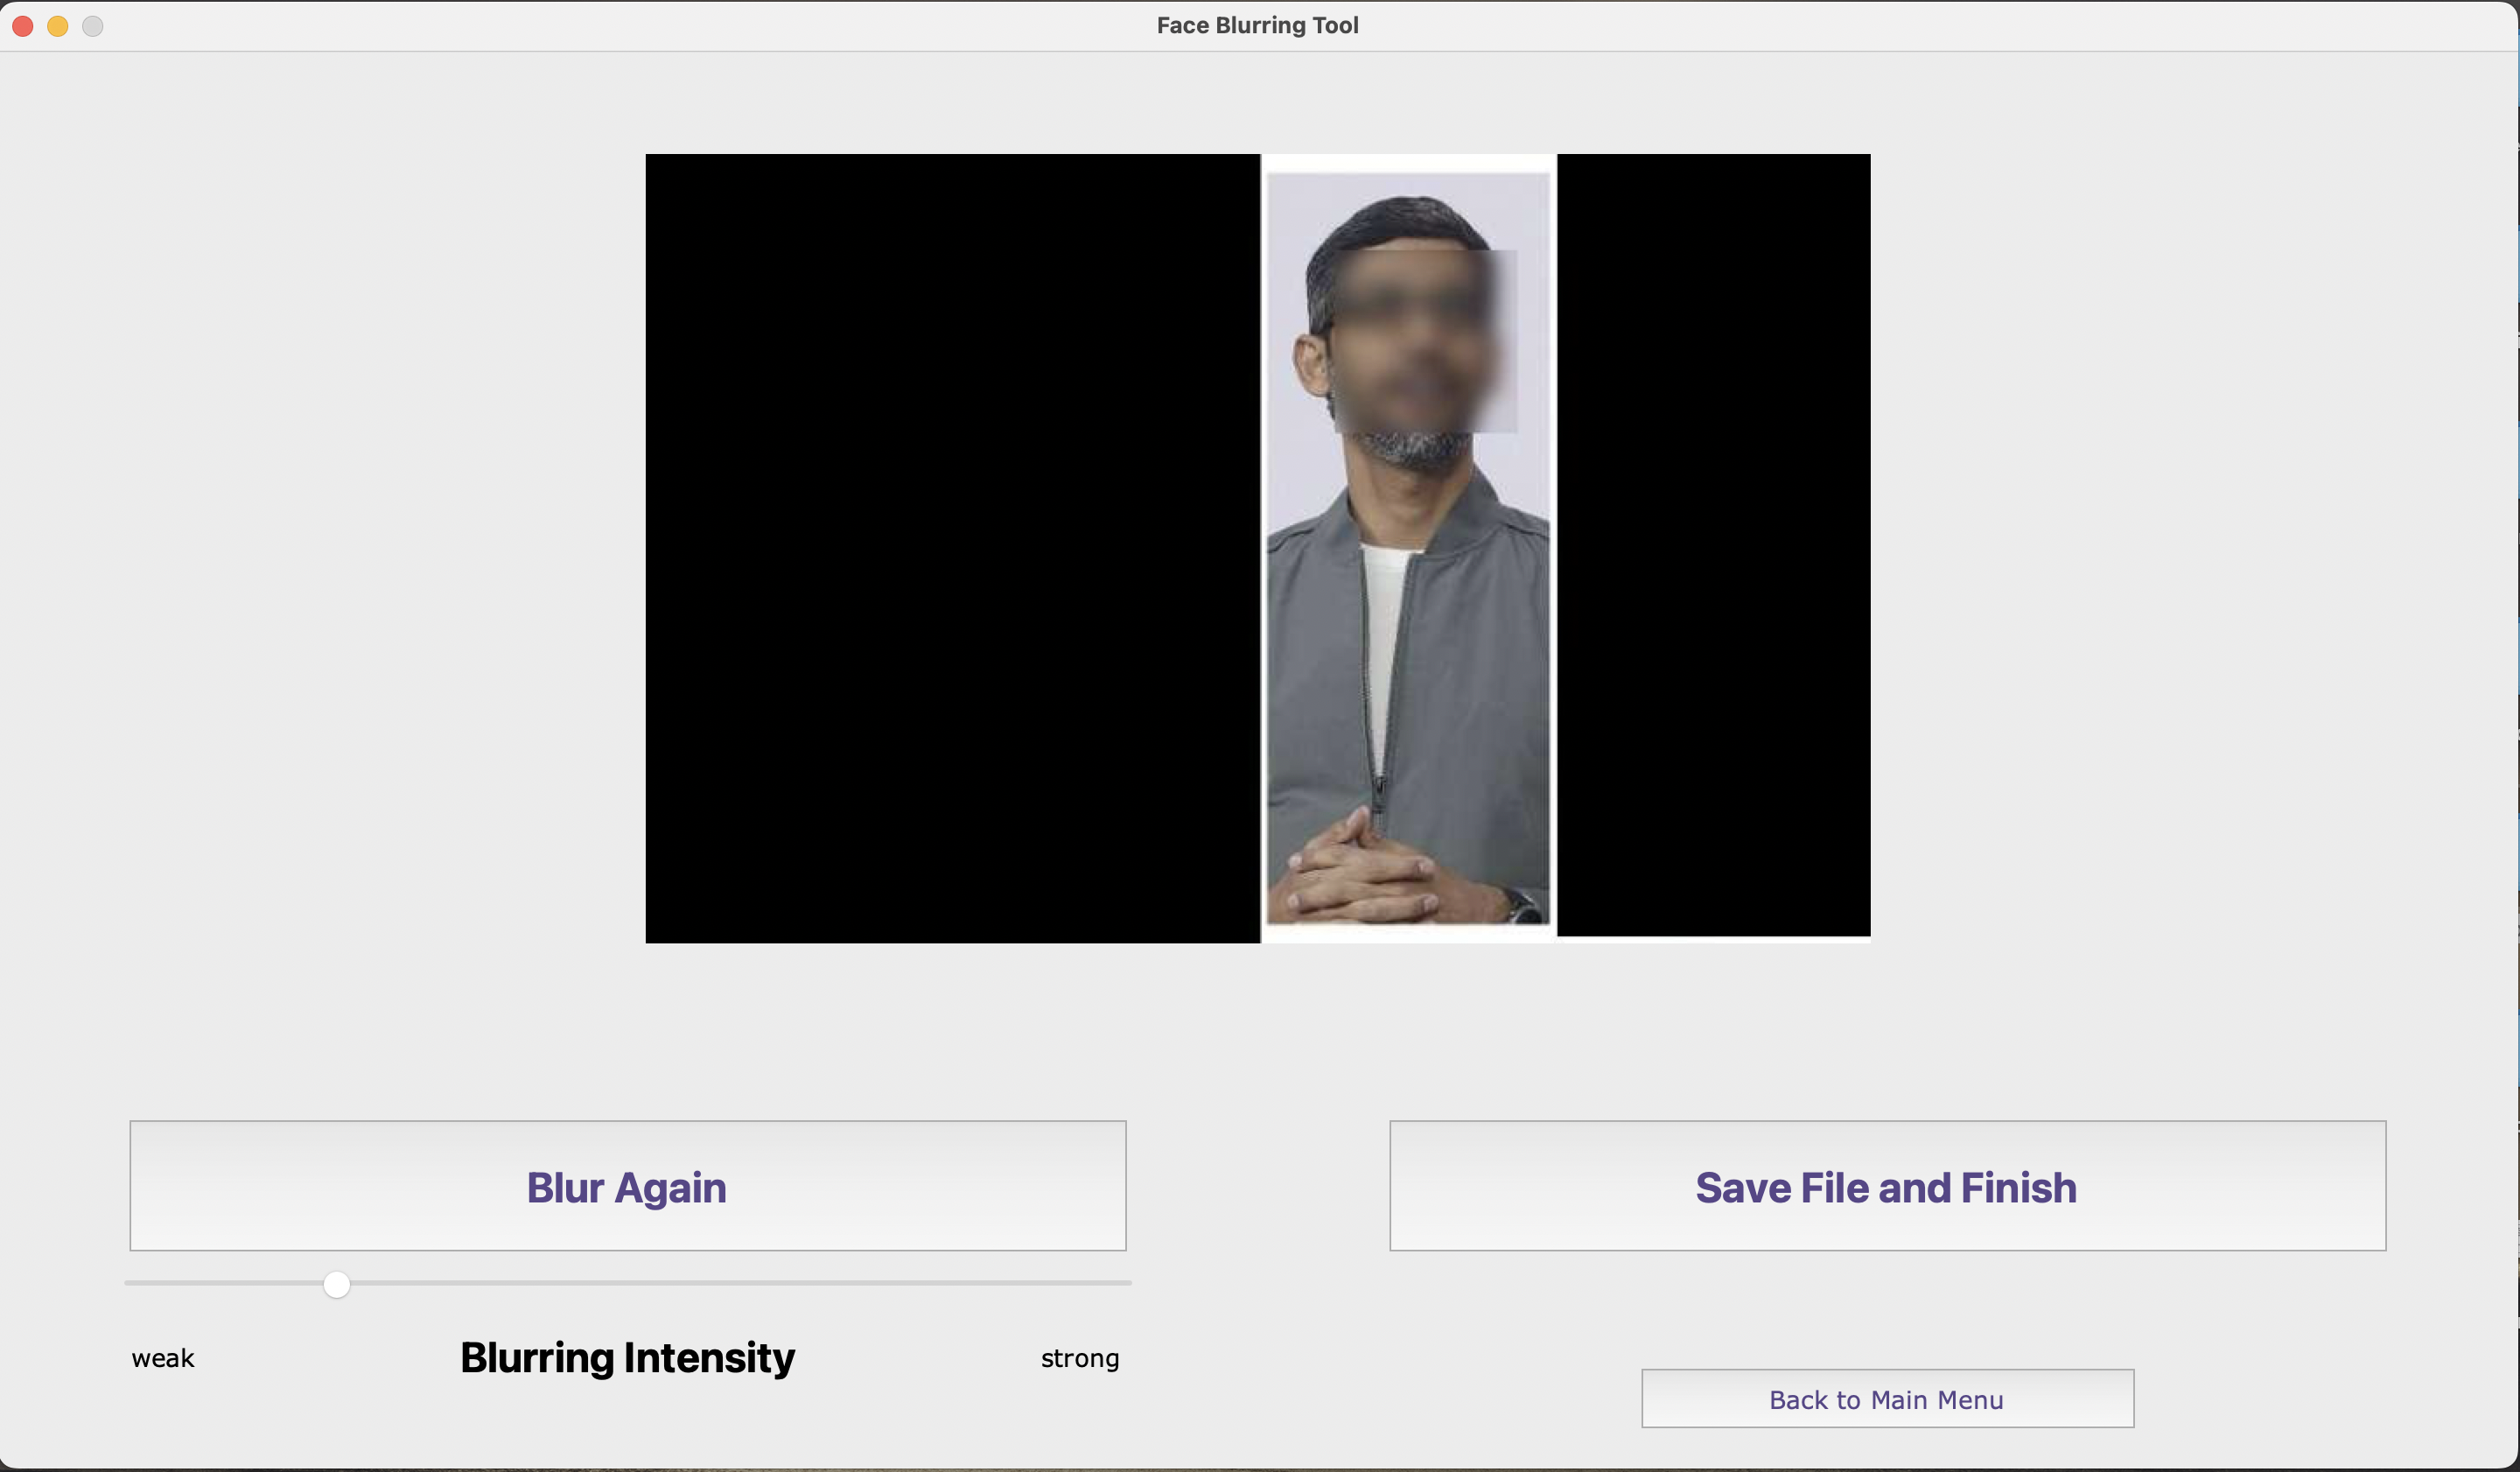 Face Blurring Tool
Blur Again
Save File and Finish
weak
Blurring Intensity
strong
Back to Main Menu